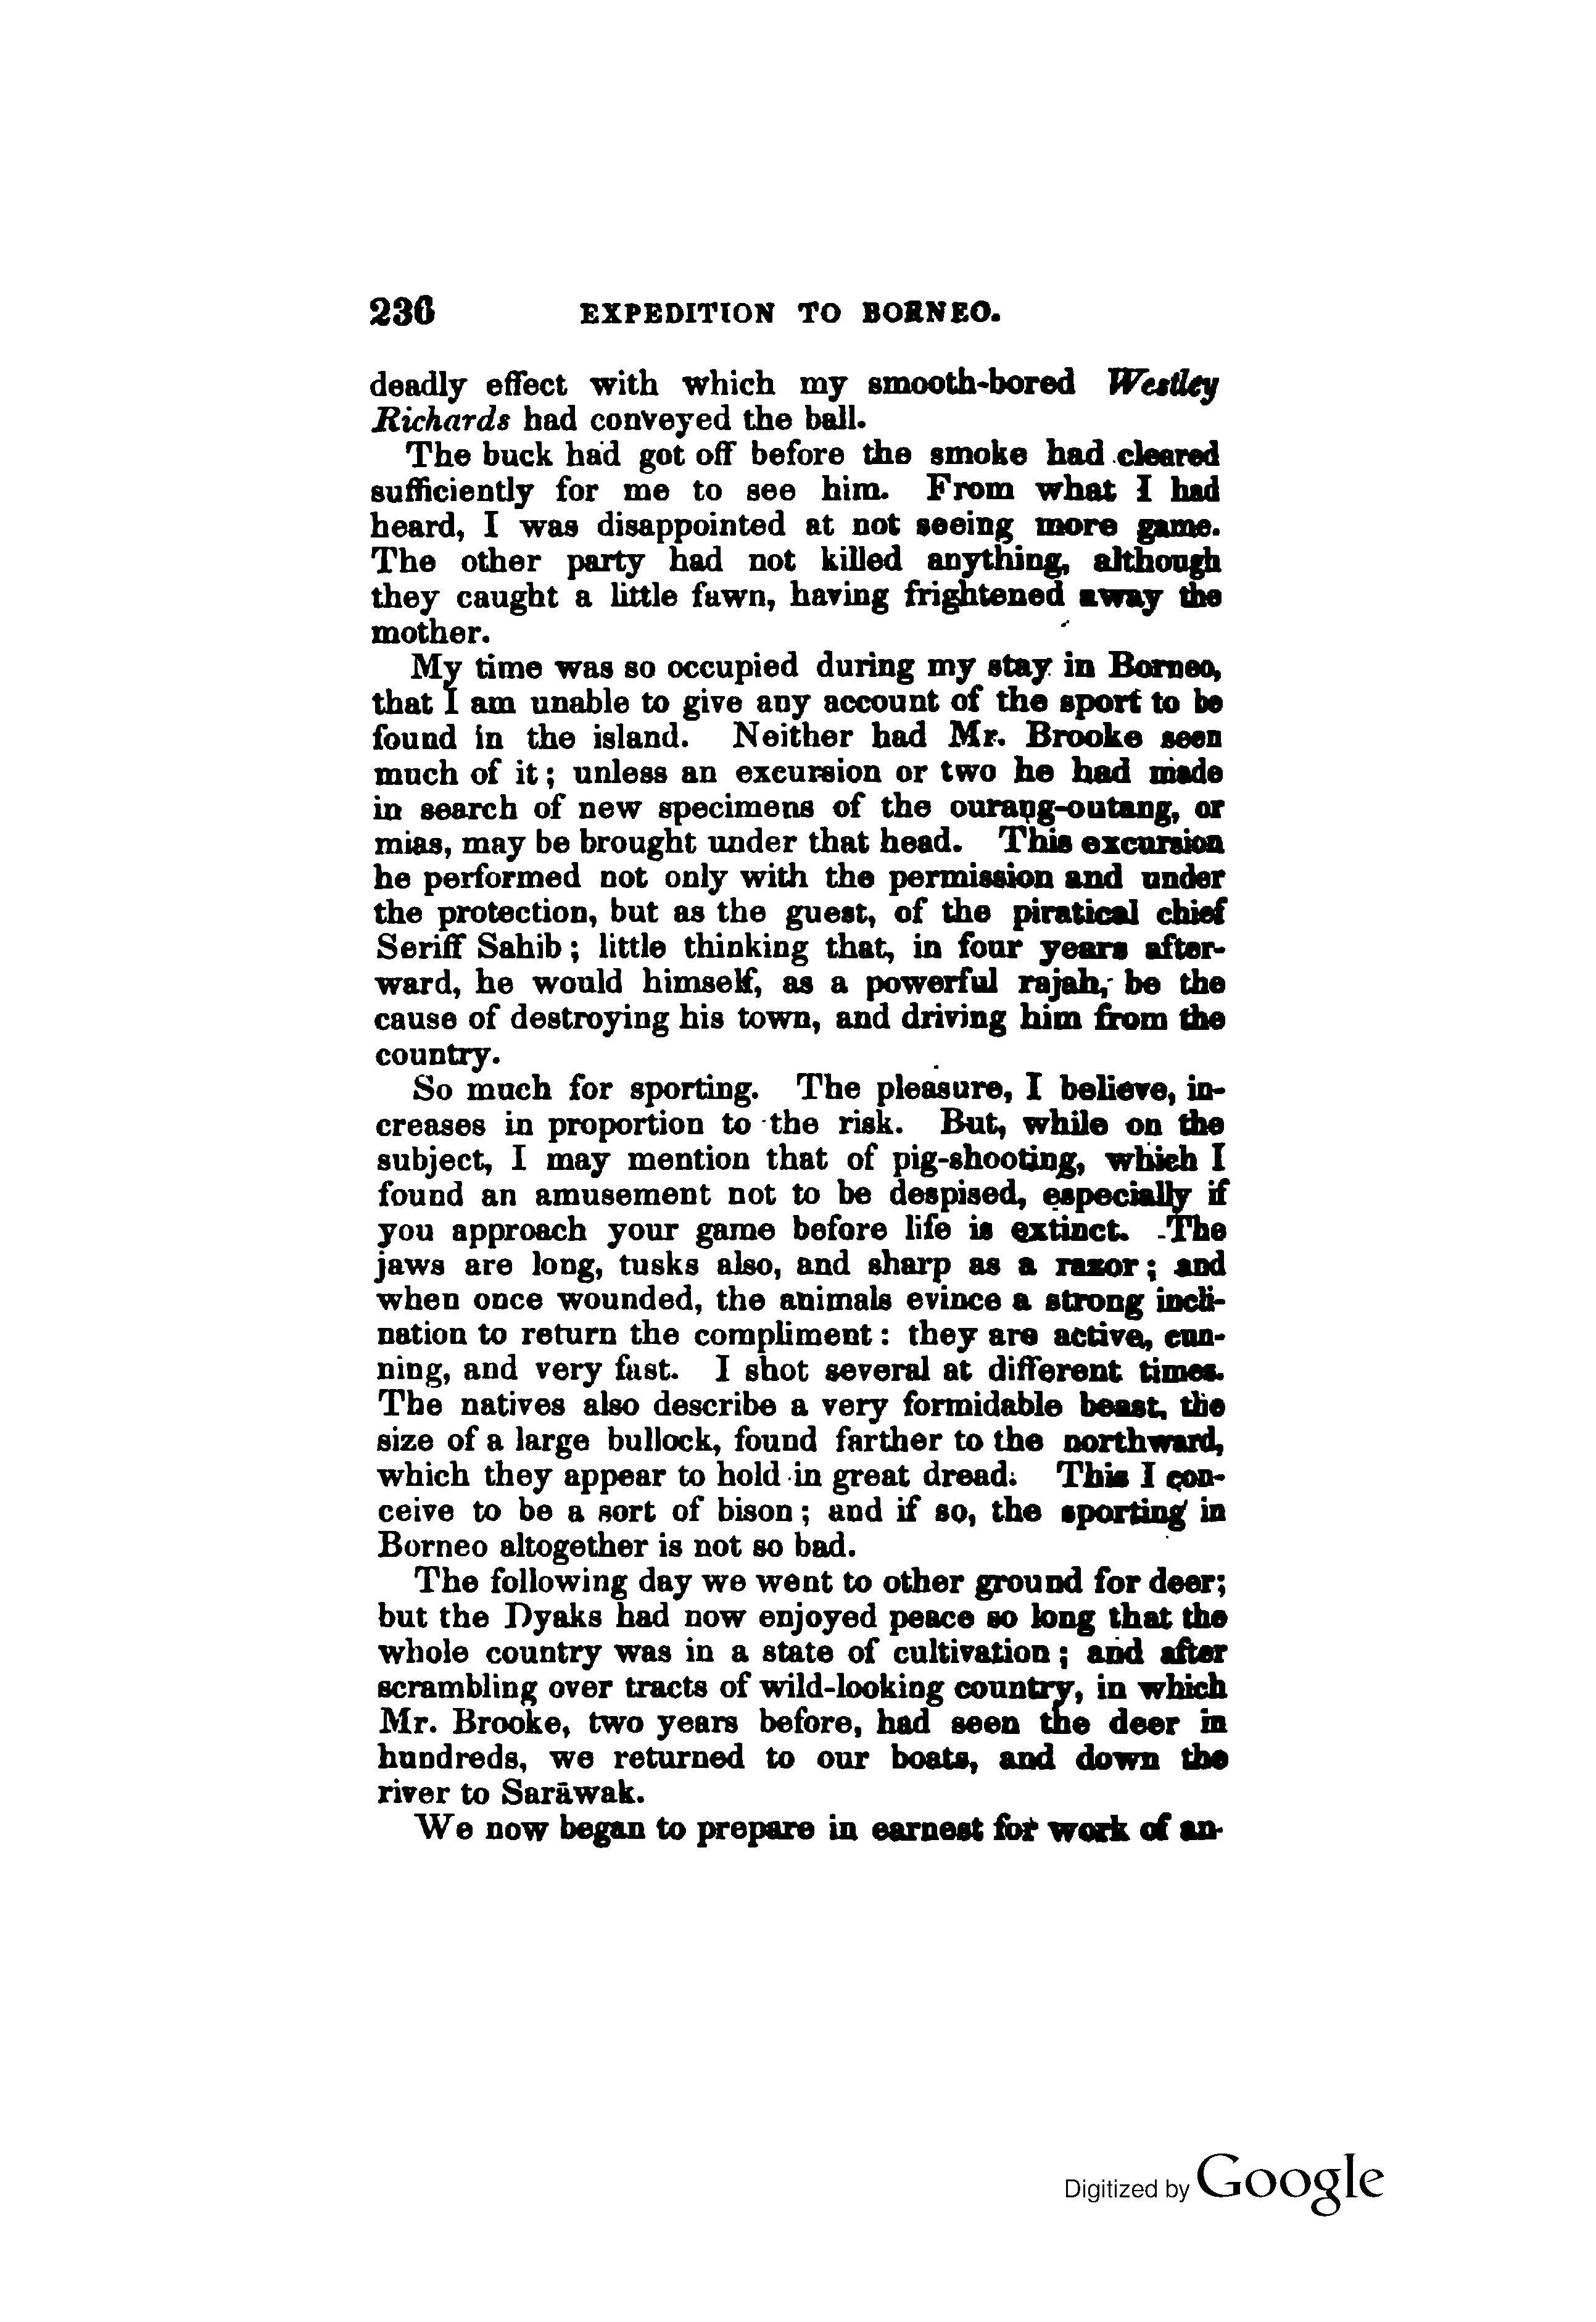 236 EXPEDITION TO BORNEO.
deadly effect with which my smooth-bored Westley
Richards had conveyed the ball.
The buck had got off before the smoke had cleared
sufficiently for me to see him. From what I had
heard, I was disappointed at not seeing more game.
The other party had not killed anything, although
they caught a little fawn, having frightened away the
mother.
My time was so occupied during my stay in Borneo,
that I am unable to give any account of the sport to be
found in the island. Neither had Mr. Brooke seen
much of it; unless an excursion or two he had made
in search of new specimens of the ourang-outang, or
mias, may be brought under that head. This excursion
he performed not only with the permission and under
the protection, but as the guest, of the piratical chief
Seriff Sahib; little thinking that, in four years after-
ward, he would himself, as a powerful rajah, be the
cause of destroying his town, and driving him from the
country.
So much for sporting. The pleasure, I believe, in-
creases in proportion to the risk. But, while on the
subject, I may mention that of pig-shooting, which I
found an amusement not to be despised, especially if
you approach your game before life is extinct. The
jaws are long, tusks also, and sharp as a razor; and
when once wounded, the animals evince a strong incli-
nation to return the compliment: they are active, cun-
ning, and very fast. I shot several at different times.
The natives also describe a very formidable beast, the
size of a large bullock, found farther to the northward,
which they appear to hold in great dread. This I con-
ceive to be a sort of bison; and if so, the sporting in
Borneo altogether is not so bad.
The following day we went to other ground for deer;
but the Dyaks had now enjoyed peace so long that the
whole country was in a state of cultivation; and after
scrambling over tracts of wild-looking country, in which
Mr. Brooke, two years before, had seen the deer in
hundreds, we returned to our boats, and down the
river to Sarāwak.
We now began to prepare in earnest for work of an-
Digitized by Google